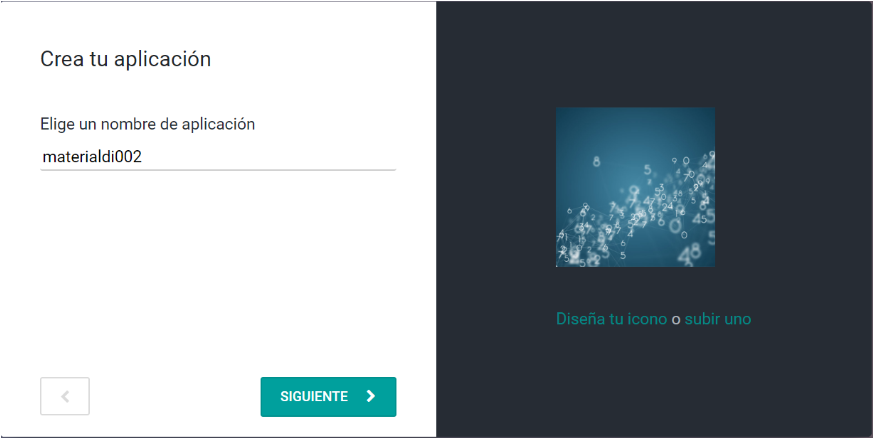 Crea tu aplicación
Elige un nombre de aplicación
materialdi002
SIGUIENTE
Diseña tu icono o subir uno